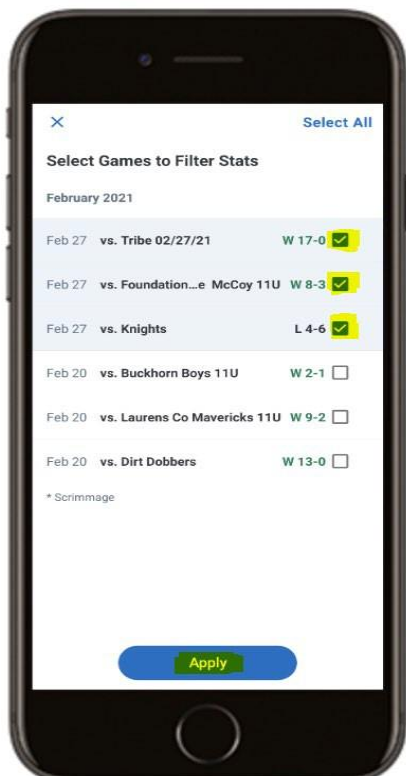 Select All
Select Games to Filter Stats
February 2021
Feb 27 vs. Tribe 02/27/21 W 17-0
Feb 27 vs. Foundation...e McCoy 11U W 8-3
Feb 27 vs. Knights L 4-6
Feb 20 vs. Buckhorn Boys 11U W 2-1
Feb 20 vs. Laurens Co Mavericks 11U W 9-2
Feb 20 vs. Dirt Dobbers W 13-0
* Scrimmage
Apply